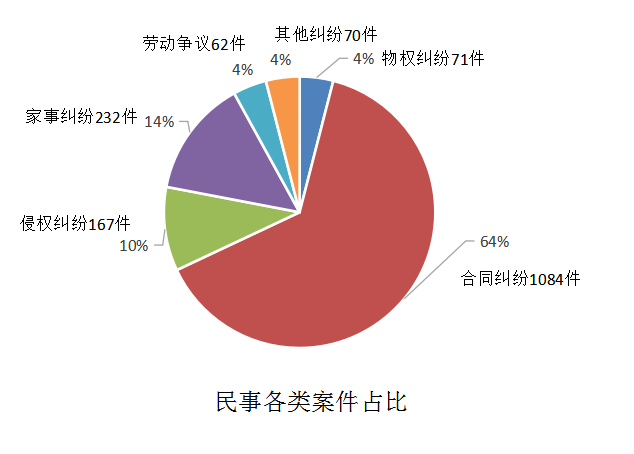 其他纠纷70件
4%
物权纠纷71件
4%
劳动争议62件
4%
家事纠纷232件
14%
侵权纠纷167件
10%
64%
合同纠纷1084件
民事各类案件占比